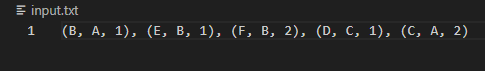 input.txt
1 (B, A, 1), (E, B, 1), (F, B, 2), (D, C, 1), (C, A, 2)